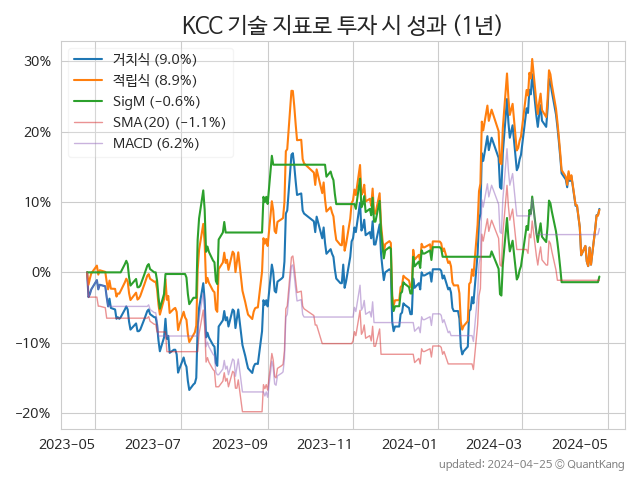 KCC 기술 지표로 투자 시 성과 (1년)
거치식 (9.0%)
적립식 (8.9%)
SigM (−0.6%)
SMA(20) (−1.1%)
MACD (6.2%)
30%
20%
10%
0%
−10%
−20%
2023-05
2023-07
2023-09
2023-11
2024-01
2024-03
2024-05
updated: 2024-04-25 © QuantKang